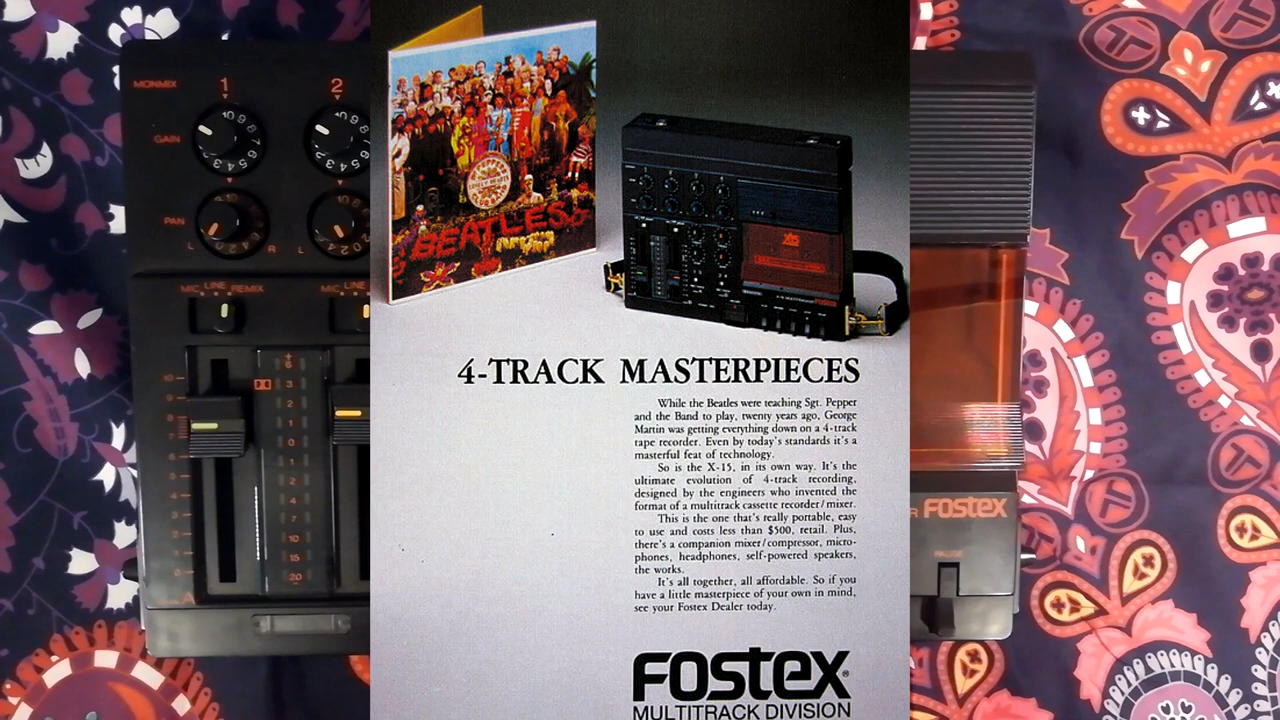 MONMIX
1
2
GAIN
PAN
L R L
MIC LINE REMIX
MIC
BEATLES
4-TRACK MASTERPIECES
While the Beatles were teaching Sgt. Pepper
and the Band to play, twenty years ago, George
Martin was getting everything down on a 4-track
tape recorder. Even by today's standards it's a
masterful feat of technology.
So is the X-15, in its own way. It's the
ultimate evolution of 4-track recording,
designed by the engineers who invented the
format of a multitrack cassette recorder/mixer.
This is the one that's really portable, easy
to use and costs less than $500, retail. Plus,
there's a companion mixer/compressor, micro-
phones, headphones, self-powered speakers,
the works.
It's all together, all affordable. So if you
have a little masterpiece of your own in mind,
see your Fostex Dealer today.
FOSTEX®
MULTITRACK DIVISION
R FOSTEX
PAUSE